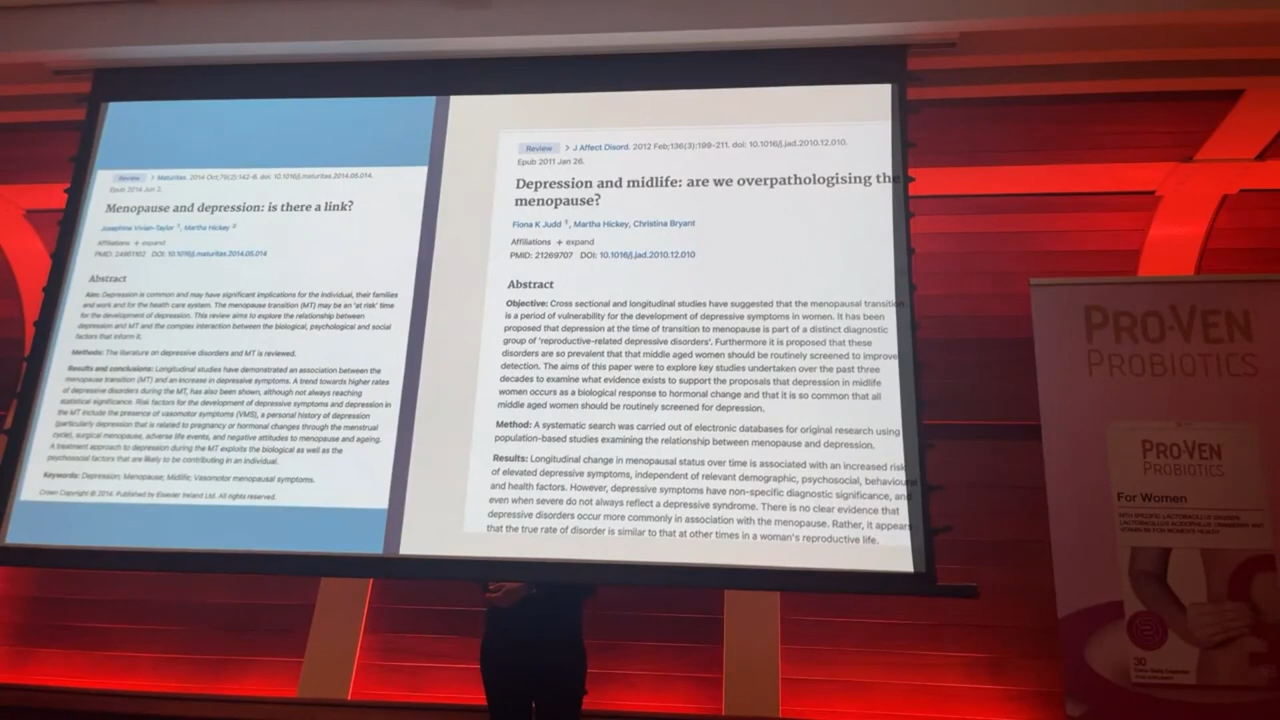 Review > Maturitas. 2014 Oct;79(2):142-6. doi: 10.1016/j.maturitas.2014.05.014.
Epub 2014 Jun 2.
Menopause and depression: is there a link?
Josephine Vivian-Taylor 1, Martha Hickey 2
Affiliations + expand
PMID: 24961102 DOI: 10.1016/j.maturitas.2014.05.014
Abstract
Aim: Depression is common and may have significant implications for the individual, their families
and work and for the health care system. The menopause transition (MT) may be an 'at risk' time
for the development of depression. This review aims to explore the relationship between
depression and MT and the complex interaction between the biological, psychological and social
factors that inform it.
Methods: The literature on depressive disorders and MT is reviewed.
Results and conclusions: Longitudinal studies have demonstrated an association between the
menopause transition (MT) and an increase in depressive symptoms. A trend towards higher rates
of depressive disorders during the MT, has also been shown, although not always reaching
statistical significance. Risk factors for the development of depressive symptoms and depression in
the MT include the presence of vasomotor symptoms (VMS), a personal history of depression
(particularly depression that is related to pregnancy or hormonal changes through the menstrual
cycle), surgical menopause, adverse life events, and negative attitudes to menopause and ageing.
A treatment approach to depression during the MT exploits the biological as well as the
psychosocial factors that are likely to be contributing in an individual.
Keywords: Depression; Menopause; Midlife; Vasomotor menopausal symptoms.
Crown Copyright © 2014. Published by Elsevier Ireland Ltd. All rights reserved.
Review > J Affect Disord. 2012 Feb;136(3):199-211. doi: 10.1016/j.jad.2010.12.010.
Epub 2011 Jan 26.
Depression and midlife: are we overpathologising the
menopause?
Fiona K Judd 1, Martha Hickey, Christina Bryant
Affiliations + expand
PMID: 21269707 DOI: 10.1016/j.jad.2010.12.010
Abstract
Objective: Cross sectional and longitudinal studies have suggested that the menopausal transition
is a period of vulnerability for the development of depressive symptoms in women. It has been
proposed that depression at the time of transition to menopause is part of a distinct diagnostic
group of 'reproductive-related depressive disorders'. Furthermore it is proposed that these
disorders are so prevalent that that middle aged women should be routinely screened to improve
detection. The aims of this paper were to explore key studies undertaken over the past three
decades to examine what evidence exists to support the proposals that depression in midlife
women occurs as a biological response to hormonal change and that it is so common that all
middle aged women should be routinely screened for depression.
Method: A systematic search was carried out of electronic databases for original research using
population-based studies examining the relationship between menopause and depression.
Results: Longitudinal change in menopausal status over time is associated with an increased risk
of elevated depressive symptoms, independent of relevant demographic, psychosocial, behavioural
and health factors. However, depressive symptoms have non-specific diagnostic significance, and
even when severe do not always reflect a depressive syndrome. There is no clear evidence that
depressive disorders occur more commonly in association with the menopause. Rather, it appears
that the true rate of disorder is similar to that at other times in a woman's reproductive life.
PRO-VEN
PROBIOTICS
PRO-VEN
PROBIOTICS
For Women
30